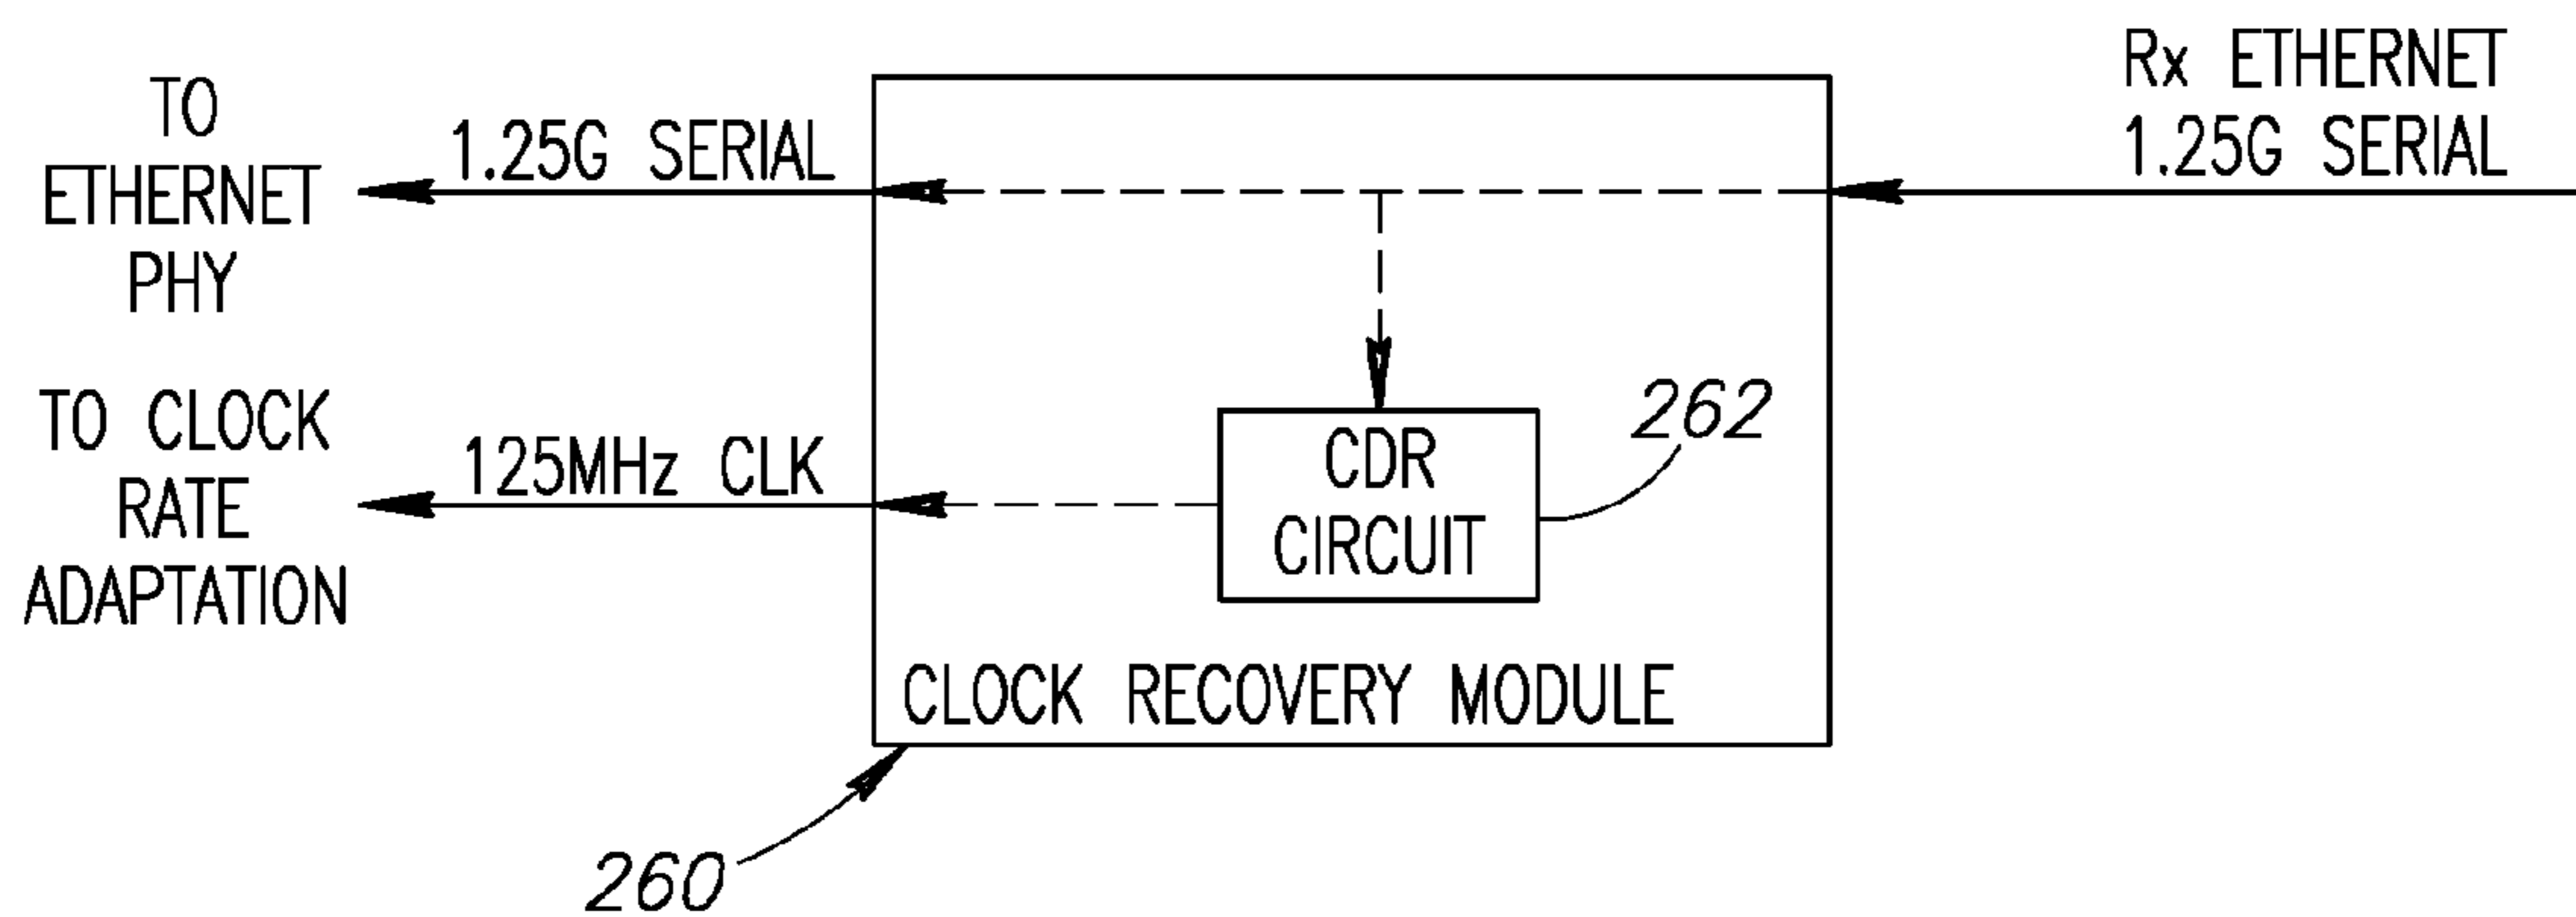 TO
ETHERNET
PHY
1.25G SERIAL
Rx ETHERNET
1.25G SERIAL
TO CLOCK
RATE
ADAPTATION
125MHz CLK
CDR
CIRCUIT
262
CLOCK RECOVERY MODULE
260